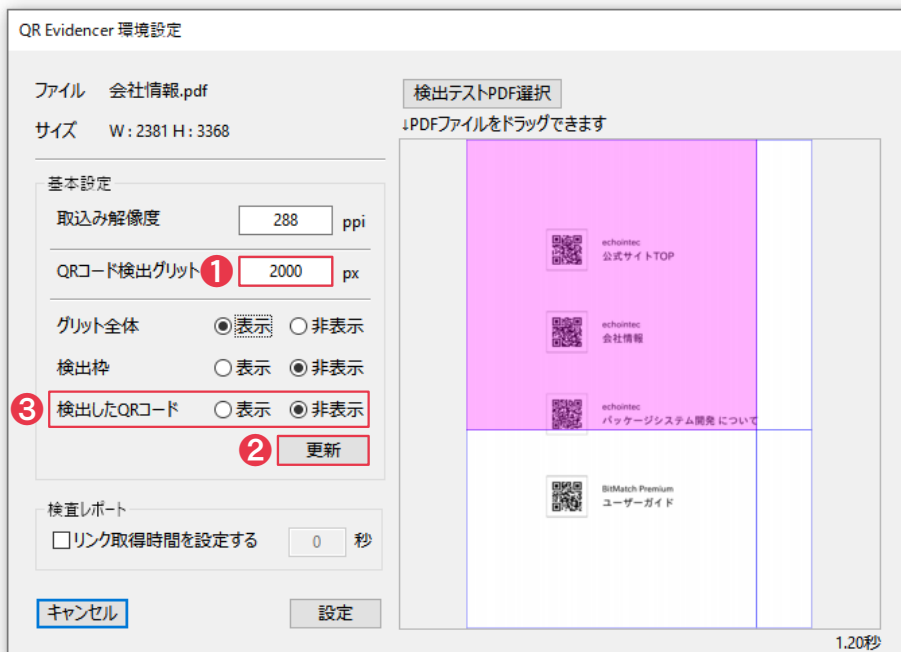 QR Evidencer 環境設定
ファイル 会社情報.pdf
サイズ W : 2381 H : 3368
基本設定
取込み解像度 288 ppi
QRコード検出グリット 1 2000 px
グリット全体 表示 非表示
検出枠 表示 非表示
3 検出したQRコード 表示 非表示
2 更新
検査レポート
リンク取得時間を設定する 0 秒
キャンセル 設定
検出テストPDF選択
↓PDFファイルをドラッグできます
echointec
公式サイトTOP
echointec
会社情報
echointec
パッケージシステム開発 について
BitMatch Premium
ユーザーガイド
1.20秒